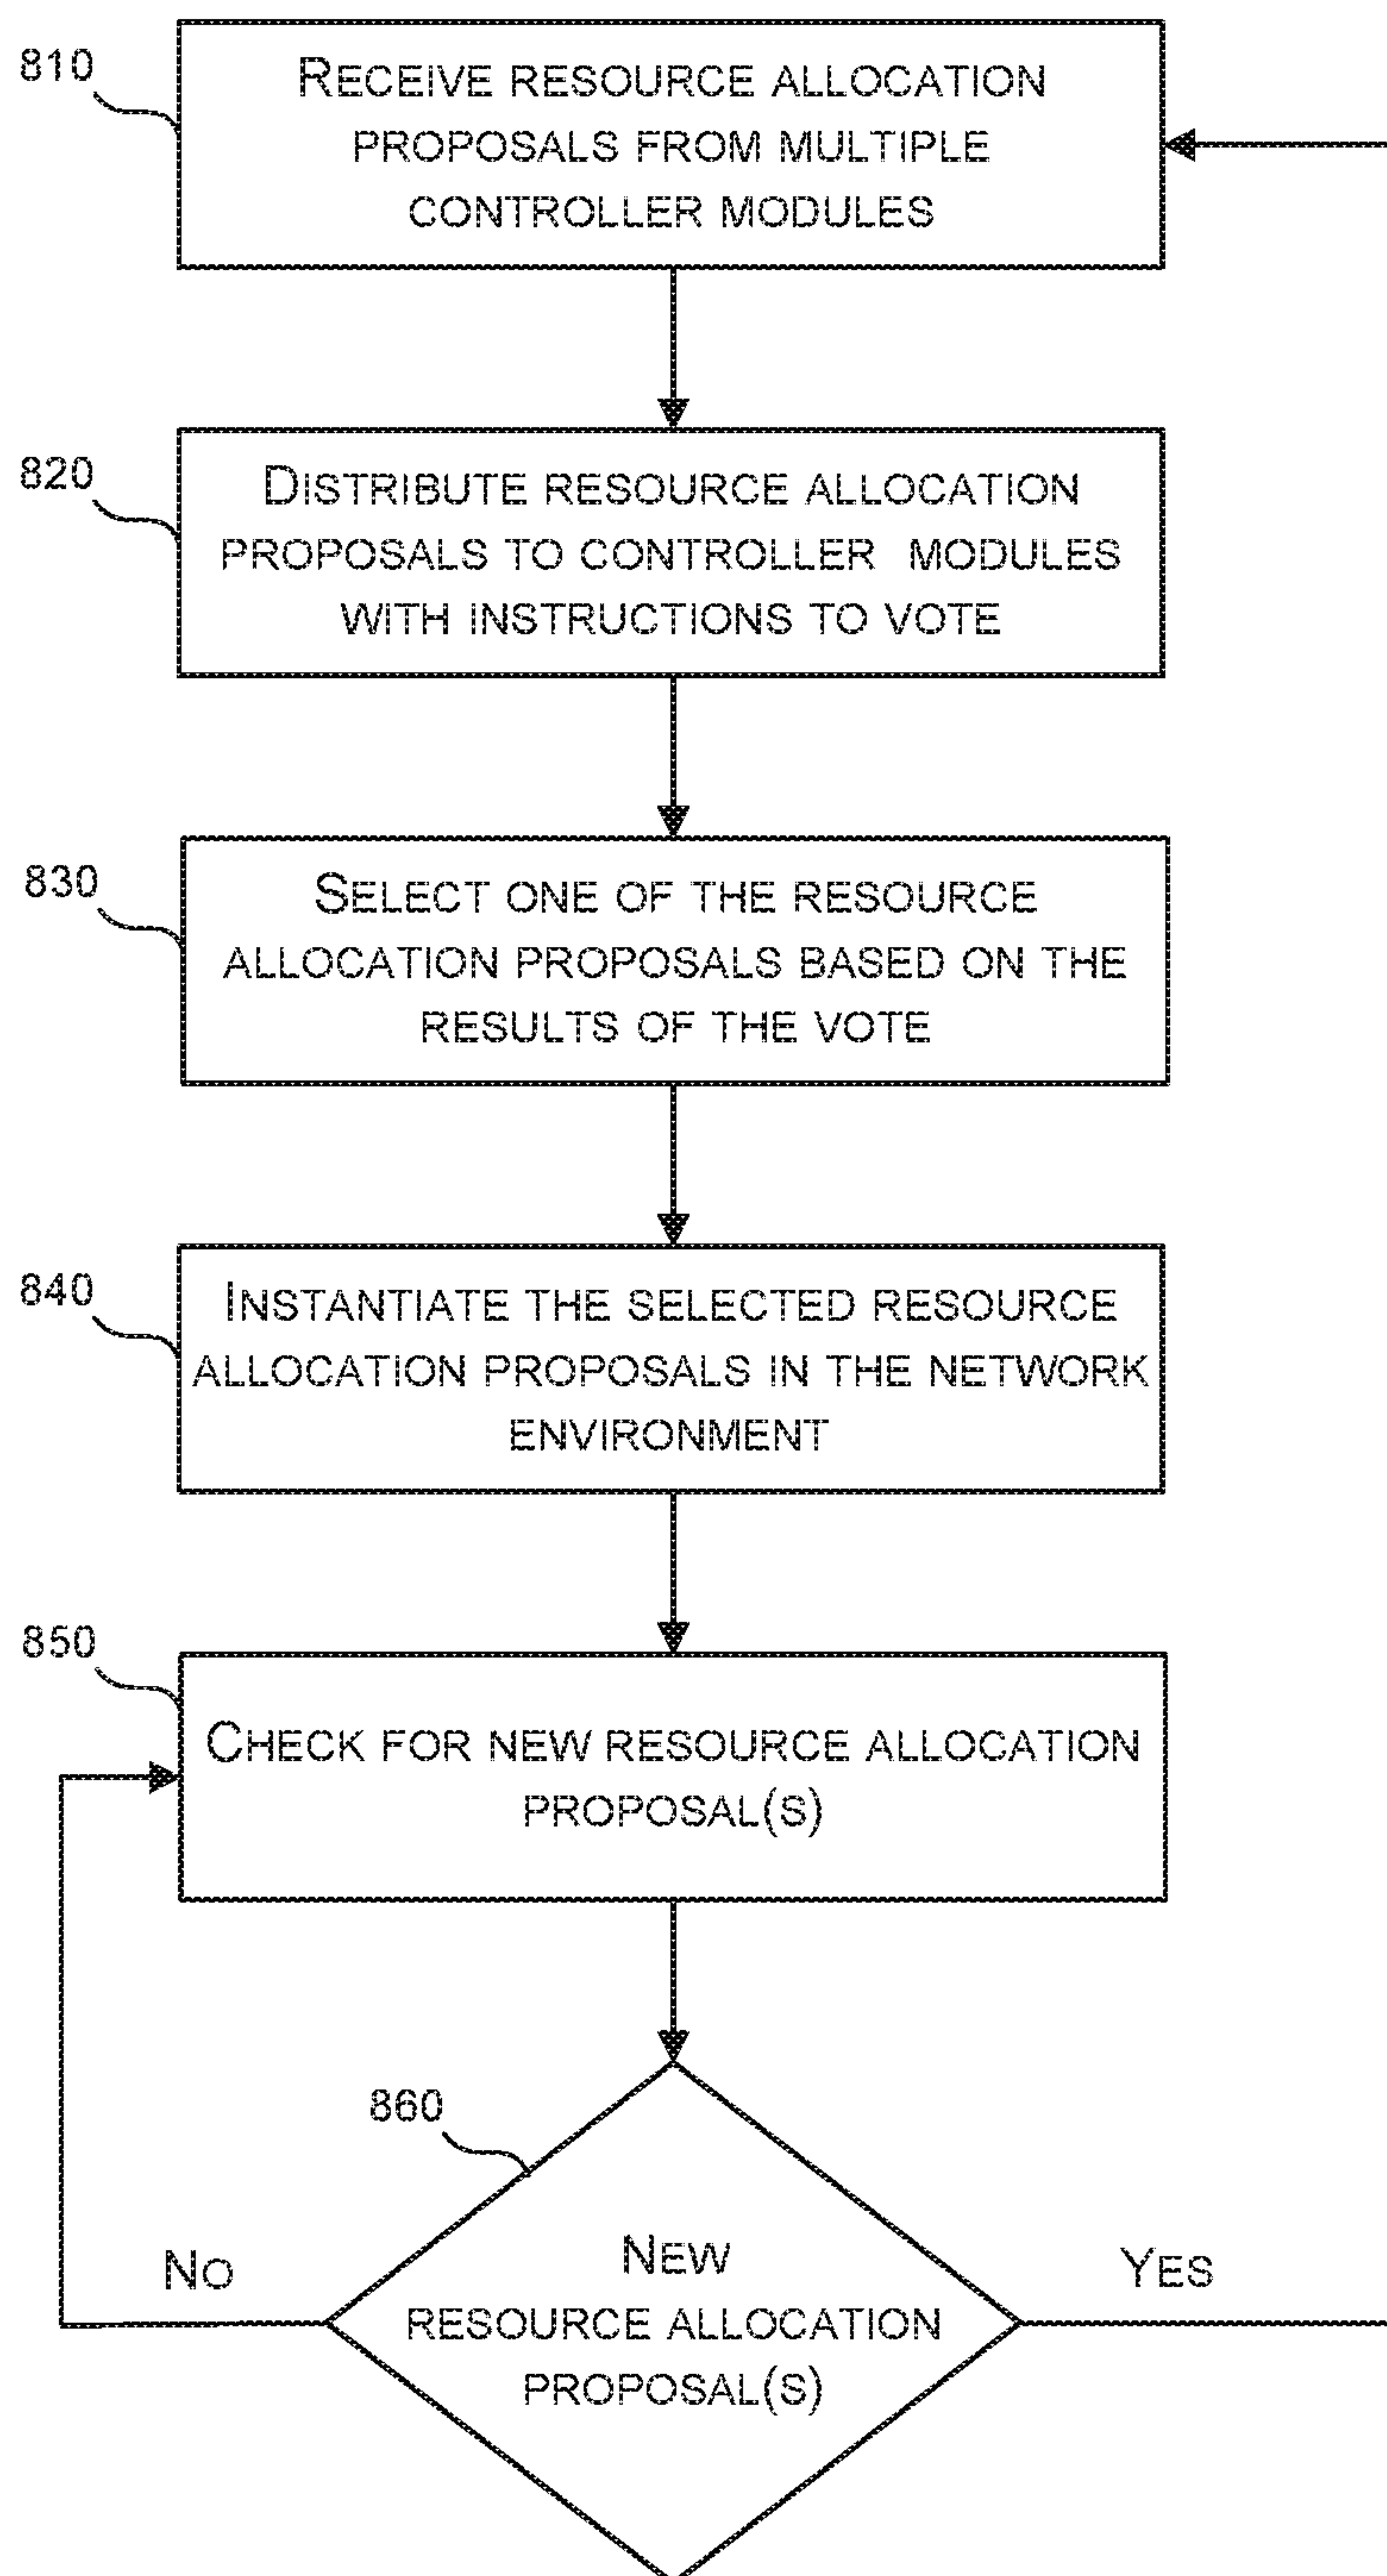 810
RECEIVE RESOURCE ALLOCATION
PROPOSALS FROM MULTIPLE
CONTROLLER MODULES
820
DISTRIBUTE RESOURCE ALLOCATION
PROPOSALS TO CONTROLLER MODULES
WITH INSTRUCTIONS TO VOTE
830
SELECT ONE OF THE RESOURCE
ALLOCATION PROPOSALS BASED ON THE
RESULTS OF THE VOTE
840
INSTANTIATE THE SELECTED RESOURCE
ALLOCATION PROPOSALS IN THE NETWORK
ENVIRONMENT
850
CHECK FOR NEW RESOURCE ALLOCATION
PROPOSAL(S)
860
NEW
RESOURCE ALLOCATION
PROPOSAL(S)
NO
YES